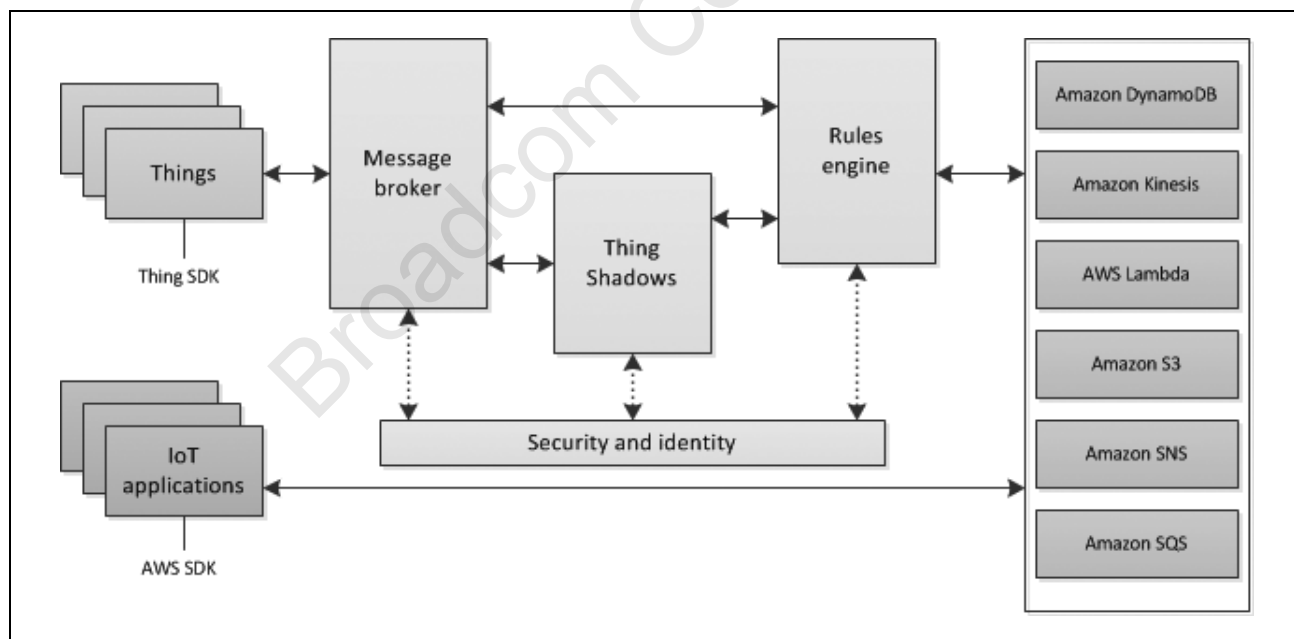 Things
Thing SDK
Message
broker
Thing
Shadows
Rules
engine
Security and identity
IoT
applications
AWS SDK
Amazon DynamoDB
Amazon Kinesis
AWS Lambda
Amazon S3
Amazon SNS
Amazon SQS
Broadcom